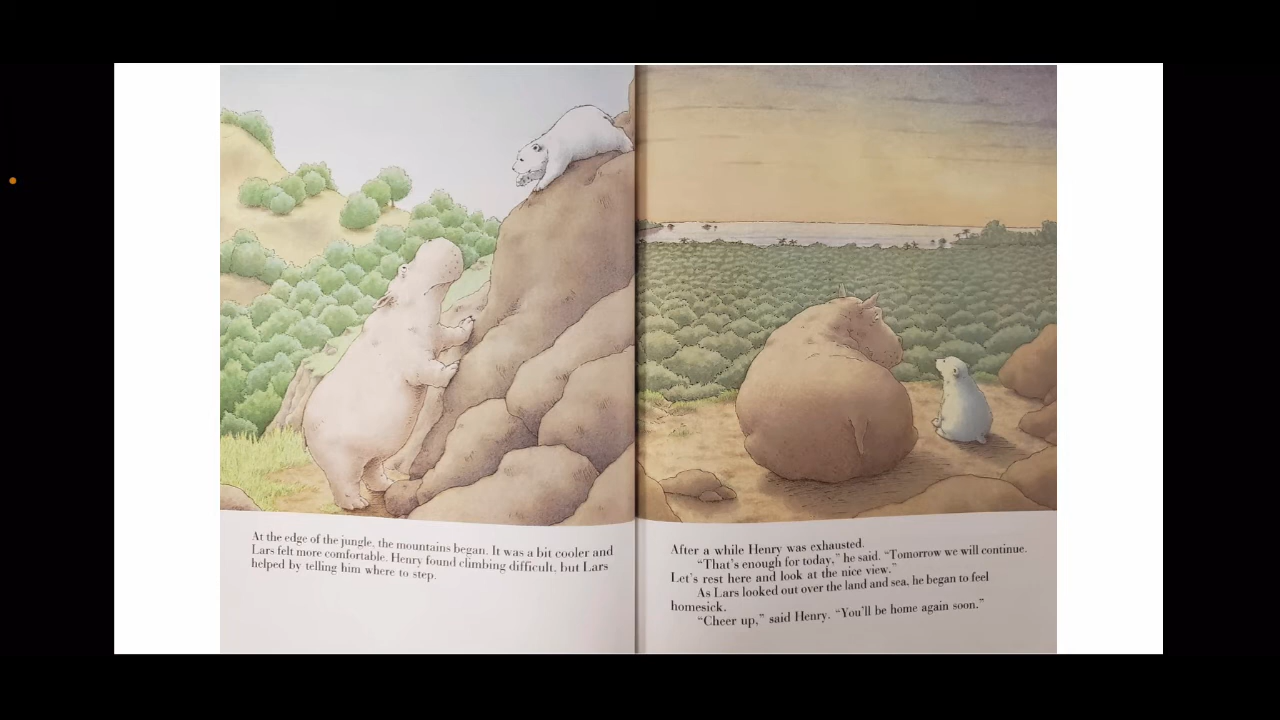 At the edge of the jungle, the mountains began. It was a bit cooler and
Lars felt more comfortable. Henry found climbing difficult, but Lars
helped by telling him where to step.
After a while Henry was exhausted.
"That's enough for today," he said. "Tomorrow we will continue.
Let's rest here and look at the nice view."
As Lars looked out over the land and sea, he began to feel
homesick.
"Cheer up," said Henry. "You'll be home again soon."